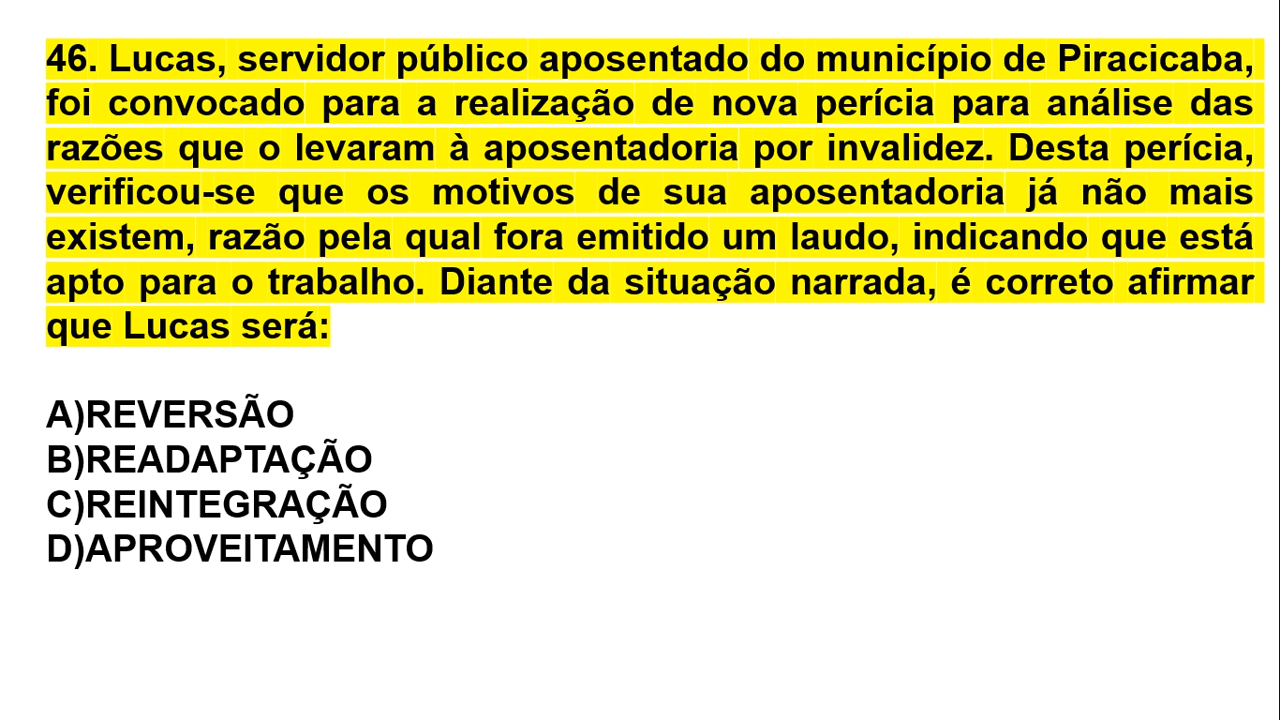 46. Lucas, servidor público aposentado do município de Piracicaba,
foi convocado para a realização de nova perícia para análise das
razões que o levaram à aposentadoria por invalidez. Desta perícia,
verificou-se que os motivos de sua aposentadoria já não mais
existem, razão pela qual fora emitido um laudo, indicando que está
apto para o trabalho. Diante da situação narrada, é correto afirmar
que Lucas será:
A)REVERSÃO
B)READAPTAÇÃO
C)REINTEGRAÇÃO
D)APROVEITAMENTO